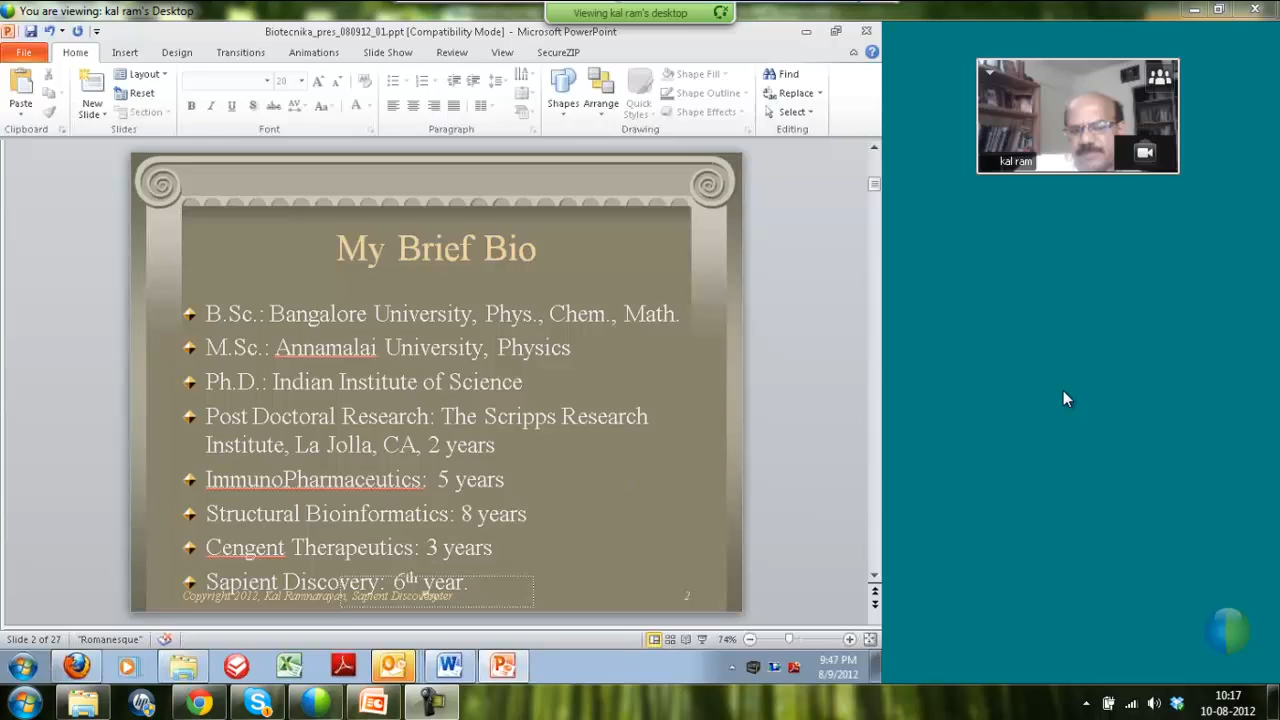 You are viewing: kal ram's Desktop
Viewing kal ram's desktop
Biotecnika_pres_080912_01.ppt [Compatibility Mode] - Microsoft PowerPoint
File Home Insert Design Transitions Animations Slide Show Review View SecureZIP
Paste
New
Slide
Layout
Reset
Section
20
B I U S abc AV Aa A
Shapes Arrange Quick
Styles
Shape Fill
Shape Outline
Shape Effects
Find
Replace
Select
Clipboard Slides Font Paragraph Drawing Editing
kal ram
My Brief Bio
B.Sc.: Bangalore University, Phys., Chem., Math.
M.Sc.: Annamalai University, Physics
Ph.D.: Indian Institute of Science
Post Doctoral Research: The Scripps Research
Institute, La Jolla, CA, 2 years
ImmunoPharmaceutics: 5 years
Structural Bioinformatics: 8 years
Cengent Therapeutics: 3 years
Sapient Discovery: 6th year.
Copyright 2012, Kal Ramnarayan, Sapient Discovery
2
Slide 2 of 27 "Romanesque" 74%
9:47 PM
8/9/2012
10:17
10-08-2012